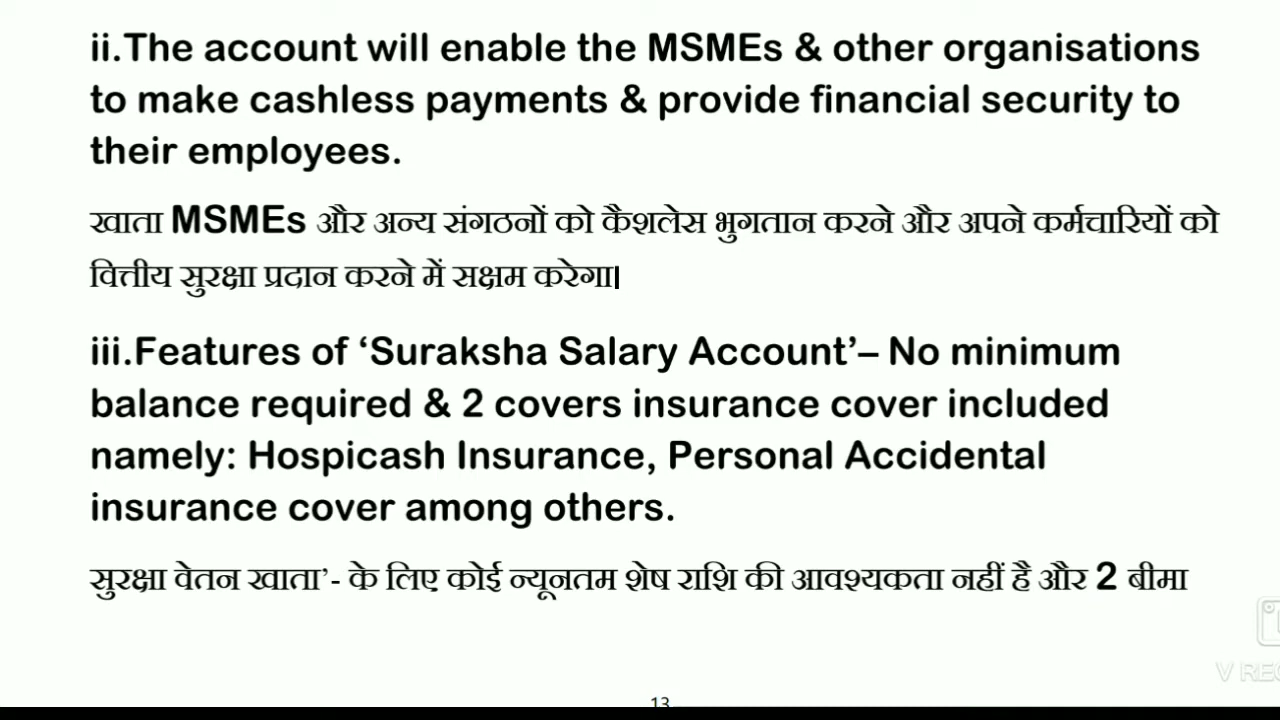 ii.The account will enable the MSMEs & other organisations
to make cashless payments & provide financial security to
their employees.
खाता MSMEs और अन्य संगठनों को कैशलेस भुगतान करने और अपने कर्मचारियों को
वित्तीय सुरक्षा प्रदान करने में सक्षम करेगा।
iii.Features of ‘Suraksha Salary Account’– No minimum
balance required & 2 covers insurance cover included
namely: Hospicash Insurance, Personal Accidental
insurance cover among others.
सुरक्षा वेतन खाता’- के लिए कोई न्यूनतम शेष राशि की आवश्यकता नहीं है और 2 बीमा
13